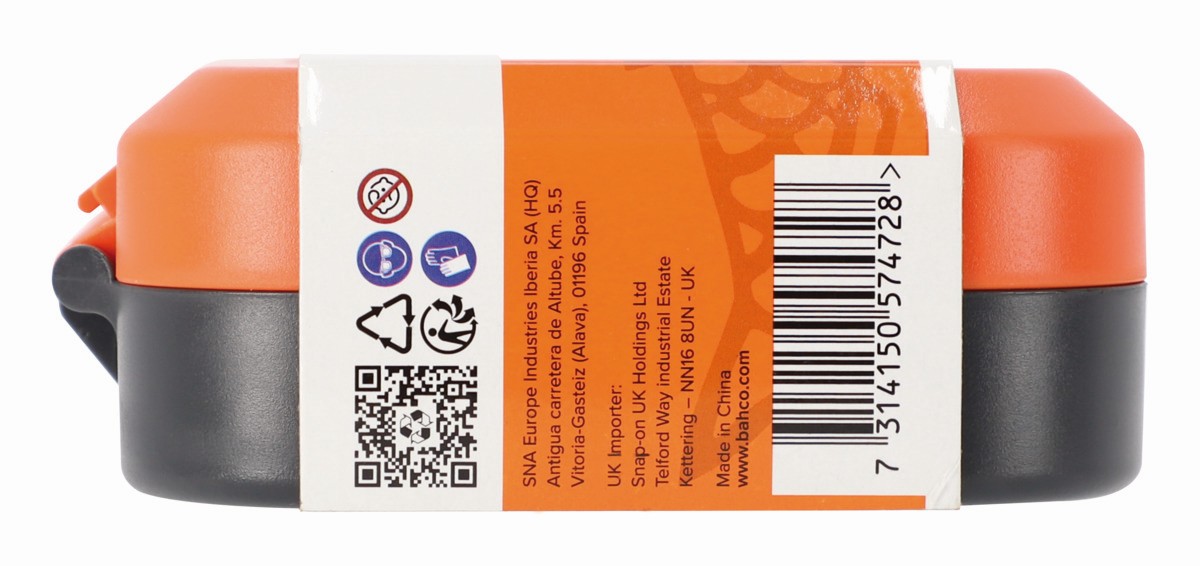 SNA Europe Industries Iberia SA (HQ)
Antigua carretera de Altube, Km. 5.5
Vitoria-Gasteiz (Alava), 01196 Spain
UK Importer:
Snap-on UK Holdings Ltd
Telford Way industrial Estate
Kettering – NN16 8UN - UK
Made in China
www.bahco.com
7 314150 574728 >